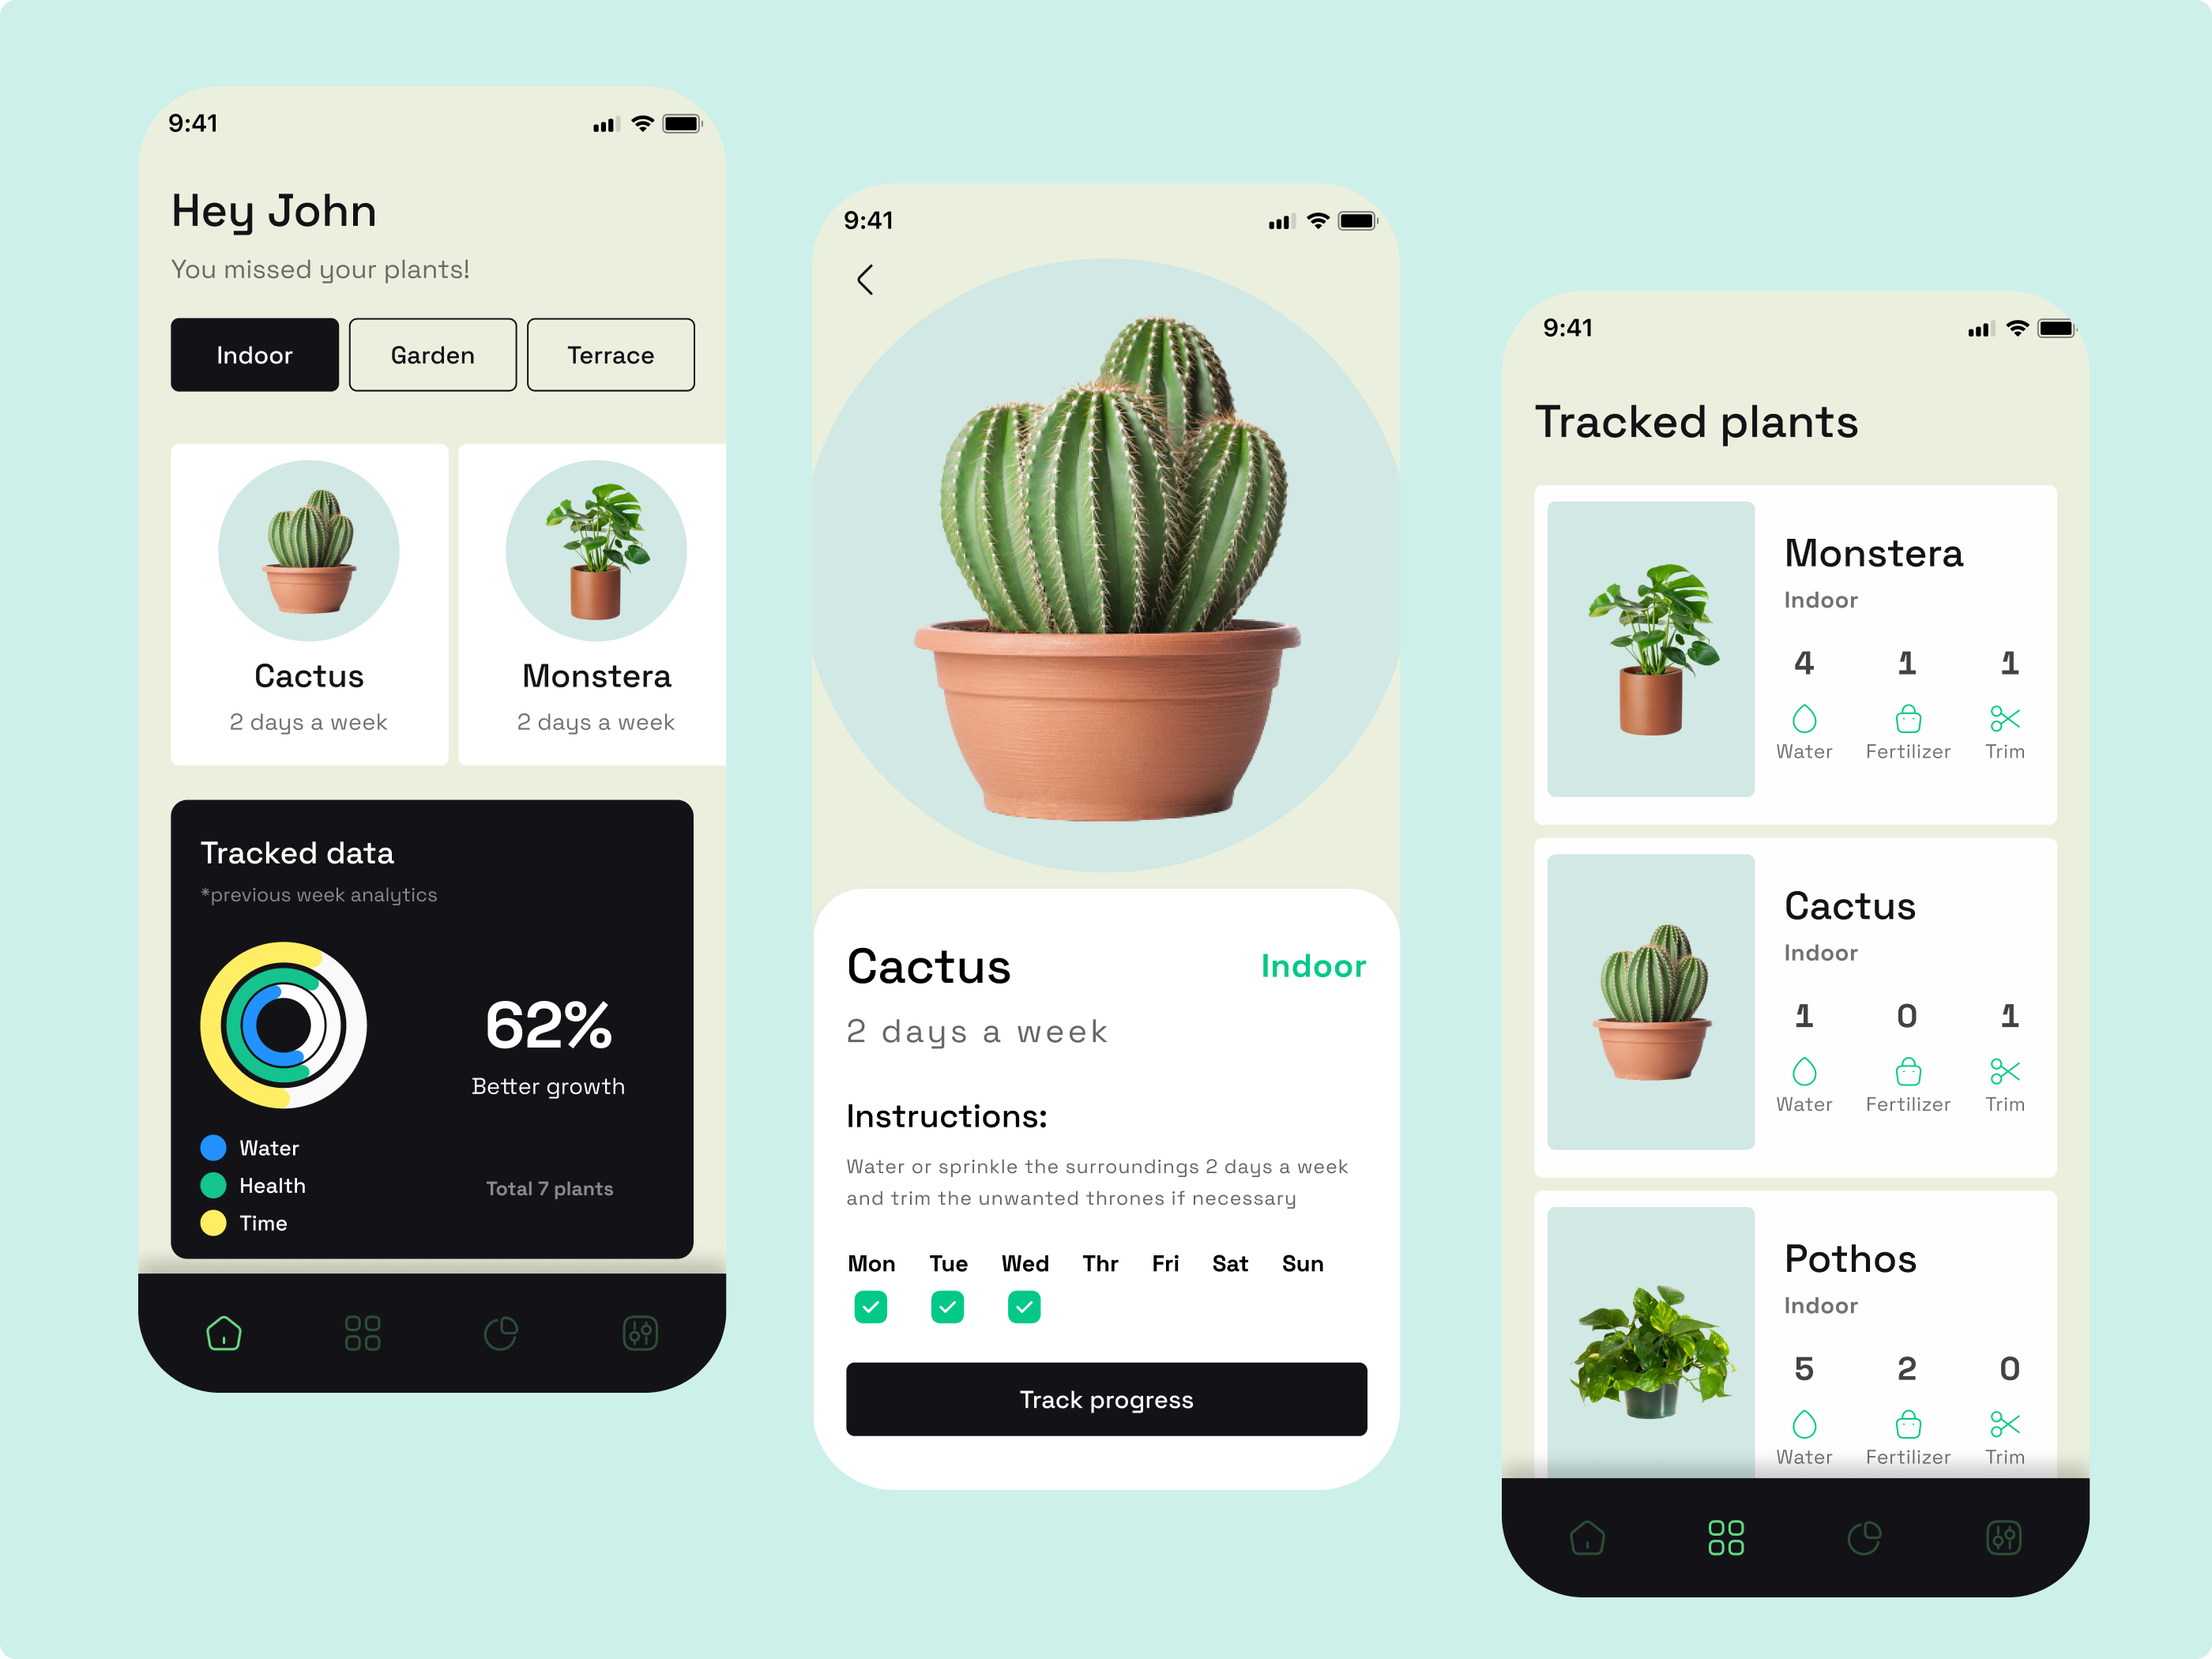 9:41
Hey John
You missed your plants!
Indoor
Garden
Terrace
Cactus
2 days a week
Monstera
2 days a week
Tracked data
*previous week analytics
62%
Better growth
Water
Health
Time
Total 7 plants
9:41
Cactus
Indoor
2 days a week
Instructions:
Water or sprinkle the surroundings 2 days a week
and trim the unwanted thrones if necessary
Mon Tue Wed Thr Fri Sat Sun
Track progress
9:41
Tracked plants
Monstera
Indoor
4 1 1
Water Fertilizer Trim
Cactus
Indoor
1 0 1
Water Fertilizer Trim
Pothos
Indoor
5 2 0
Water Fertilizer Trim